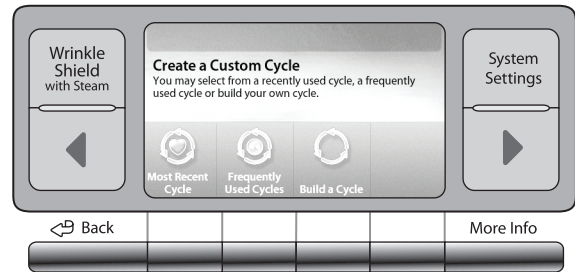 Wrinkle
Shield
with Steam
Create a Custom Cycle
You may select from a recently used cycle, a frequently
used cycle or build your own cycle.
Most Recent
Cycle
Frequently
Used Cycles
Build a Cycle
System
Settings
Back
More Info